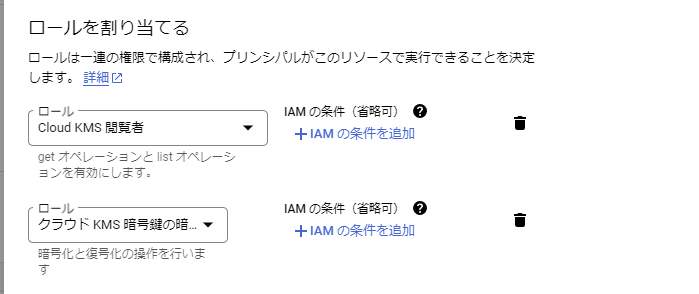 ロールを割り当てる
ロールは一連の権限で構成され、プリンシパルがこのリソースで実行できることを決定
します。詳細
ロール
Cloud KMS 閲覧者
IAM の条件（省略可）
IAM の条件を追加
get オペレーションと list オペレーシ
ョンを有効にします。
ロール
クラウド KMS 暗号鍵の暗...
IAM の条件（省略可）
IAM の条件を追加
暗号化と復号化の操作を行いま
す